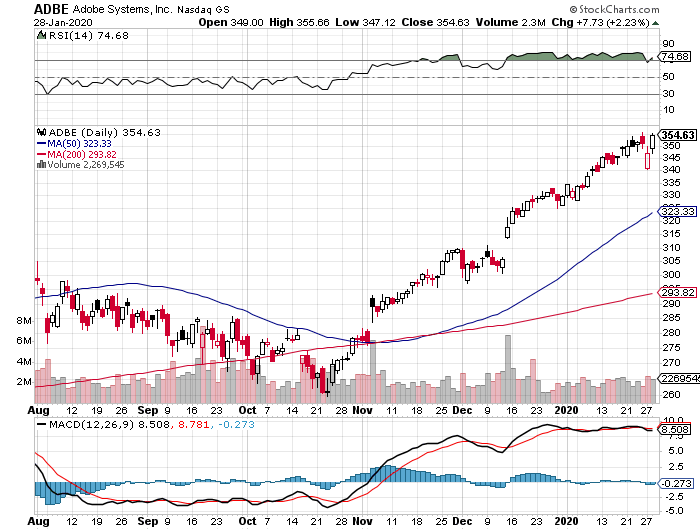 ADBE Adobe Systems, Inc. Nasdaq GS © StockCharts.com
28-Jan-2020 Open 349.00 High 355.66 Low 347.12 Close 354.63 Volume 2.3M Chg +7.73 (+2.23%)
RSI(14) 74.68
90
74.68
70
50
30
10
ADBE (Daily) 354.63
MA(50) 323.33
MA(200) 293.82
Volume 2,269,545
354.63
350
345
340
335
330
325
323.33
320
315
310
305
300
295
293.82
290
285
280
275
270
265
260
8M
6M
4M
2M
2269545
Aug 12 19 26 Sep 9 16 23 Oct 7 14 21 28 Nov 11 18 25 Dec 9 16 23 2020 13 21 27
MACD(12,26,9) 8.508, 8.781, -0.273
8.508
7.5
5.0
2.5
-0.273
-2.5
-5.0
Aug 12 19 26 Sep 9 16 23 Oct 7 14 21 28 Nov 11 18 25 Dec 9 16 23 2020 13 21 27